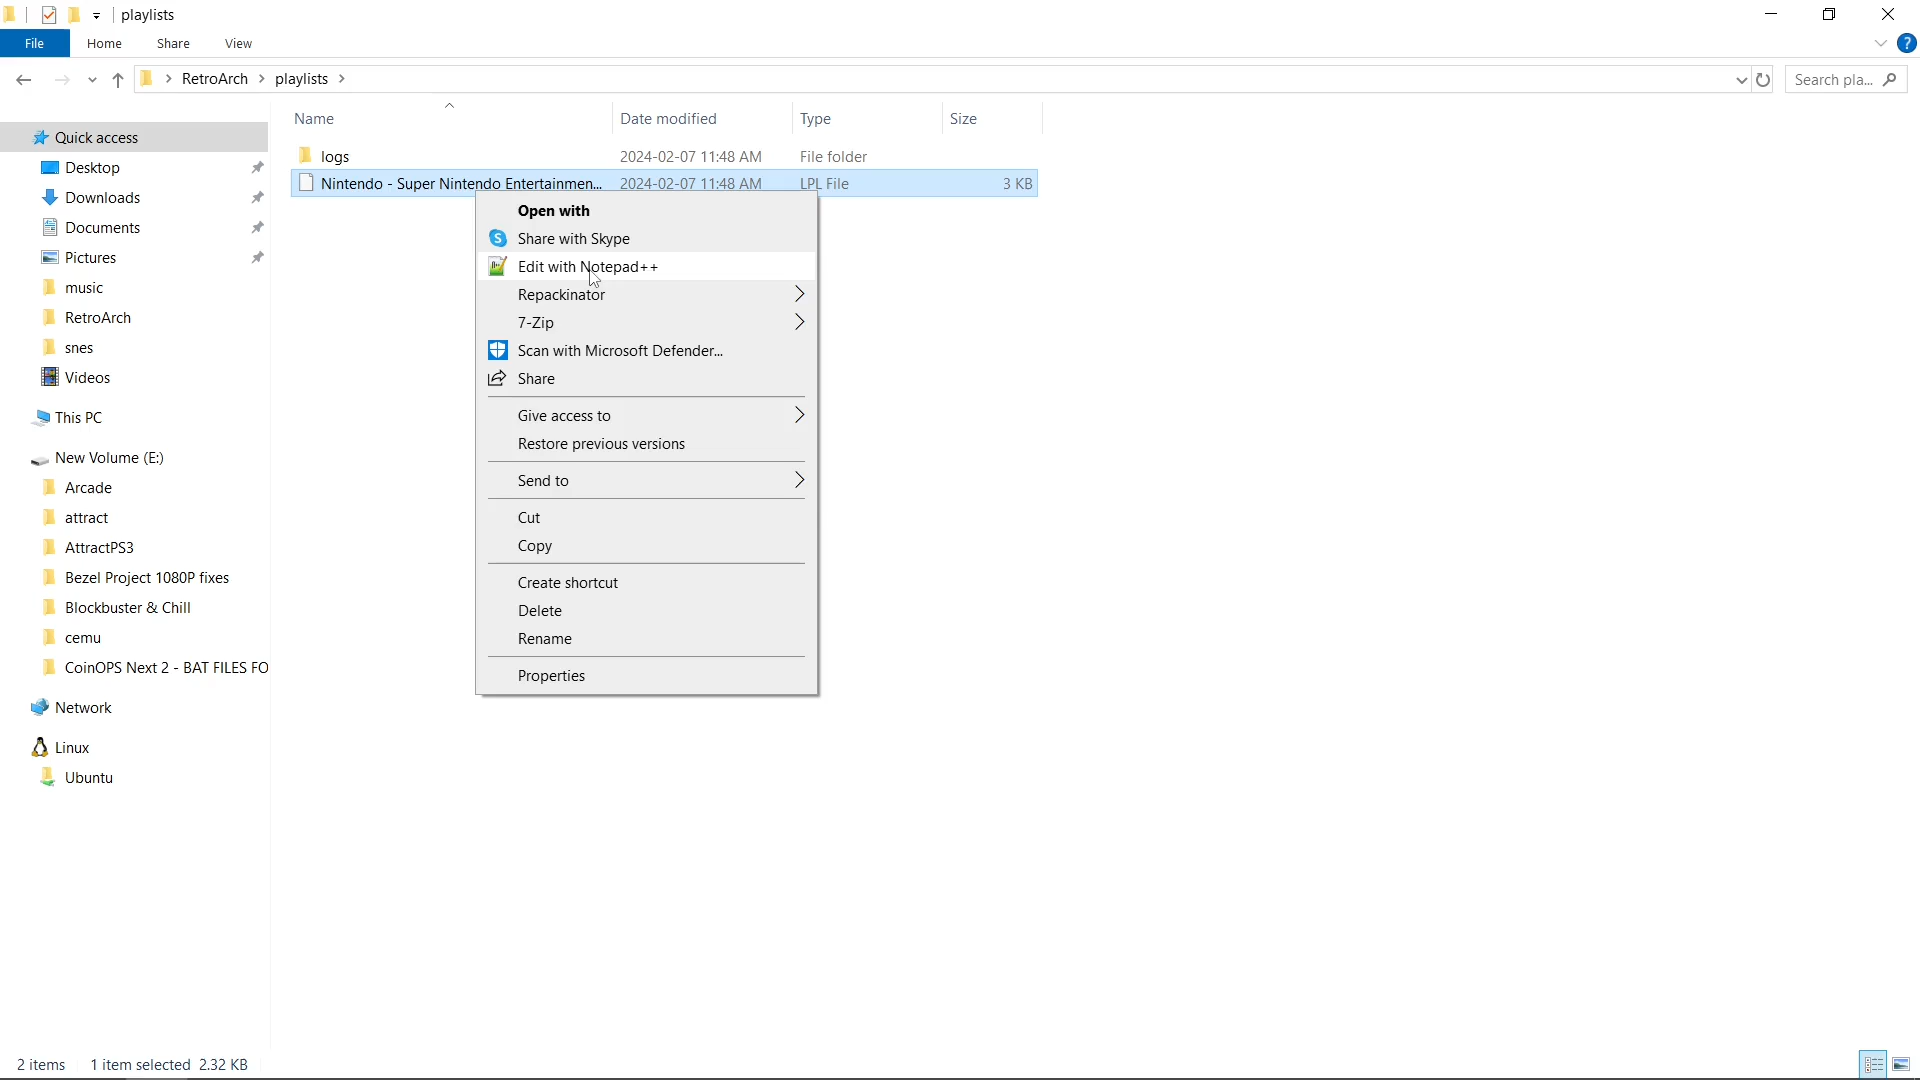 playlists
File Home Share View
RetroArch playlists Search pla...
Name Date modified Type Size
Quick access
Desktop
Downloads
Documents
Pictures
music
RetroArch
snes
Videos
This PC
New Volume (E:)
Arcade
attract
AttractPS3
Bezel Project 1080P fixes
Blockbuster & Chill
cemu
CoinOPS Next 2 - BAT FILES FO
Network
Linux
Ubuntu
logs 2024-02-07 11:48 AM File folder
Nintendo - Super Nintendo Entertainmen... 2024-02-07 11:48 AM LPL File 3 KB
Open with
Share with Skype
Edit with Notepad++
Repackinator
7-Zip
Scan with Microsoft Defender...
Share
Give access to
Restore previous versions
Send to
Cut
Copy
Create shortcut
Delete
Rename
Properties
2 items 1 item selected 2.32 KB